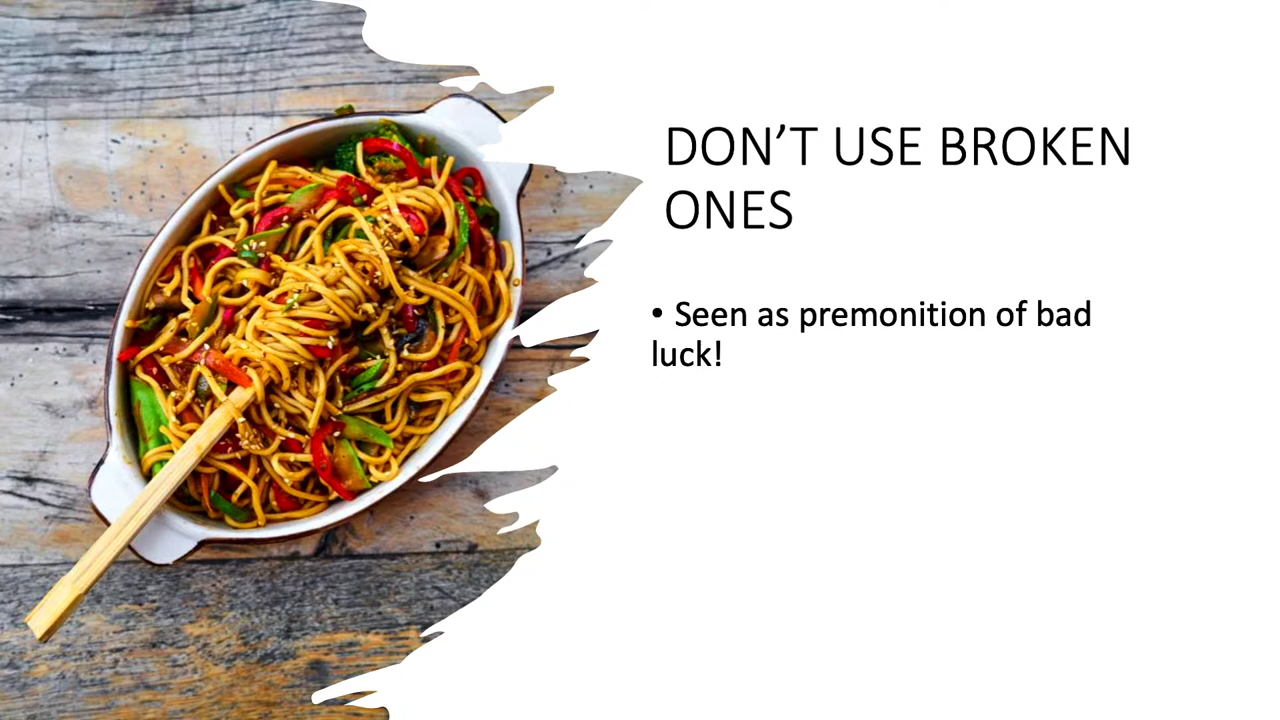 DON’T USE BROKEN
ONES
• Seen as premonition of bad
luck!